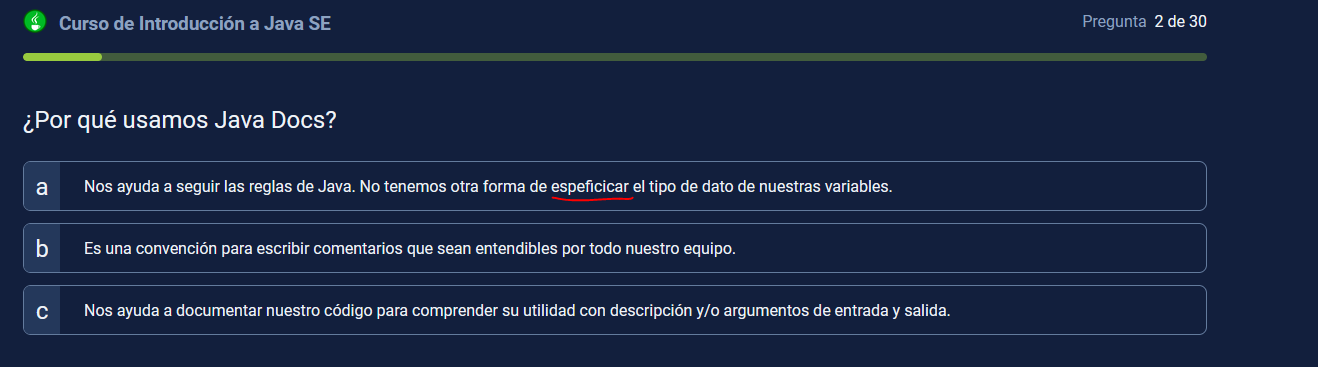 Curso de Introducción a Java SE
Pregunta 2 de 30
¿Por qué usamos Java Docs?
a Nos ayuda a seguir las reglas de Java. No tenemos otra forma de espeficicar el tipo de dato de nuestras variables.
b Es una convención para escribir comentarios que sean entendibles por todo nuestro equipo.
c Nos ayuda a documentar nuestro código para comprender su utilidad con descripción y/o argumentos de entrada y salida.